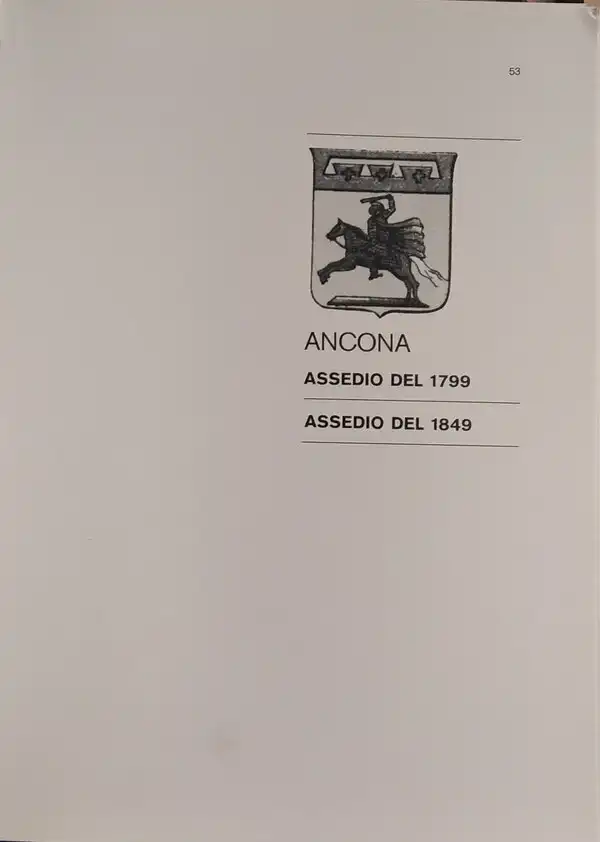 53
ANCONA
ASSEDIO DEL 1799
ASSEDIO DEL 1849